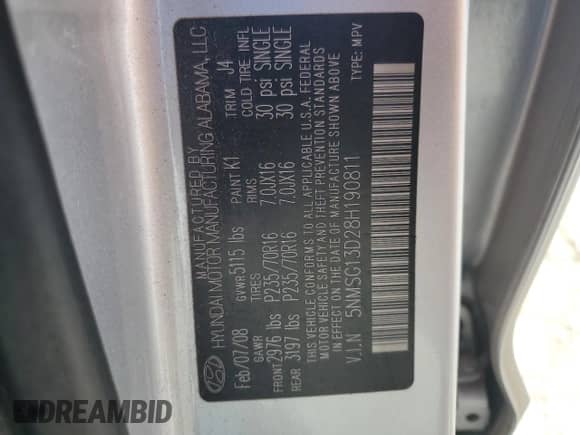 MANUFACTURED BY
HYUNDAI MOTOR MANUFACTURING ALABAMA, LLC
Feb/07/08 GVWR 5115 lbs PAINT K1 TRIM J4
GAWR TIRES RIMS COLD TIRE INFL
FRONT 2976 lbs P235/70R16 7.0JX16 30 psi SINGLE
REAR 3197 lbs P235/70R16 7.0JX16 30 psi SINGLE
THIS VEHICLE CONFORMS TO ALL APPLICABLE U.S.A. FEDERAL
MOTOR VEHICLE SAFETY AND THEFT PREVENTION STANDARDS
IN EFFECT ON THE DATE OF MANUFACTURE SHOWN ABOVE
V.I.N 5NMSG13D28H190811 TYPE: MPV
DREAMBID